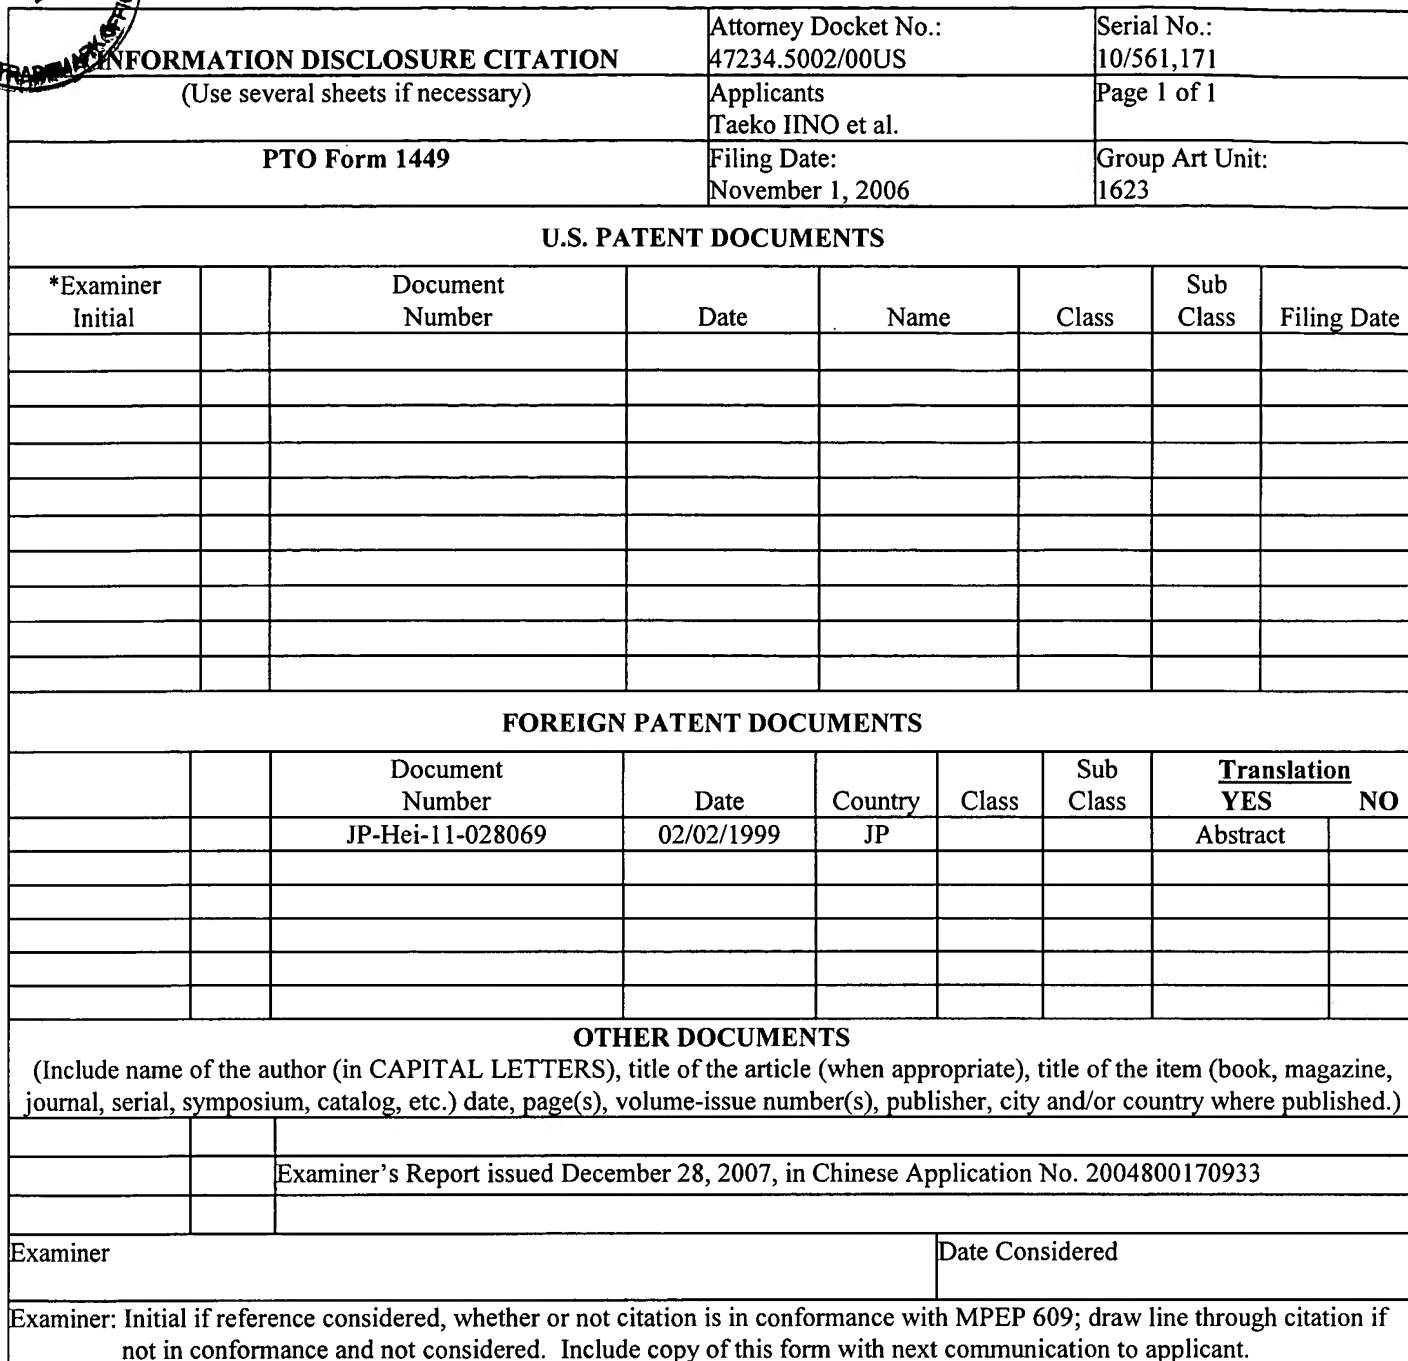 INFORMATION DISCLOSURE CITATION
(Use several sheets if necessary)
PTO Form 1449
Attorney Docket No.:
47234.5002/00US
Serial No.:
10/561,171
Applicants
Taeko IINO et al.
Page 1 of 1
Filing Date:
November 1, 2006
Group Art Unit:
1623
U.S. PATENT DOCUMENTS
*Examiner Initial
Document Number
Date
Name
Class
Sub Class
Filing Date
FOREIGN PATENT DOCUMENTS
Document Number
Date
Country
Class
Sub Class
Translation
YES NO
JP-Hei-11-028069 02/02/1999 JP Abstract
OTHER DOCUMENTS
(Include name of the author (in CAPITAL LETTERS), title of the article (when appropriate), title of the item (book, magazine,
journal, serial, symposium, catalog, etc.) date, page(s), volume-issue number(s), publisher, city and/or country where published.)
Examiner's Report issued December 28, 2007, in Chinese Application No. 2004800170933
Examiner
Date Considered
Examiner: Initial if reference considered, whether or not citation is in conformance with MPEP 609; draw line through citation if
not in conformance and not considered. Include copy of this form with next communication to applicant.